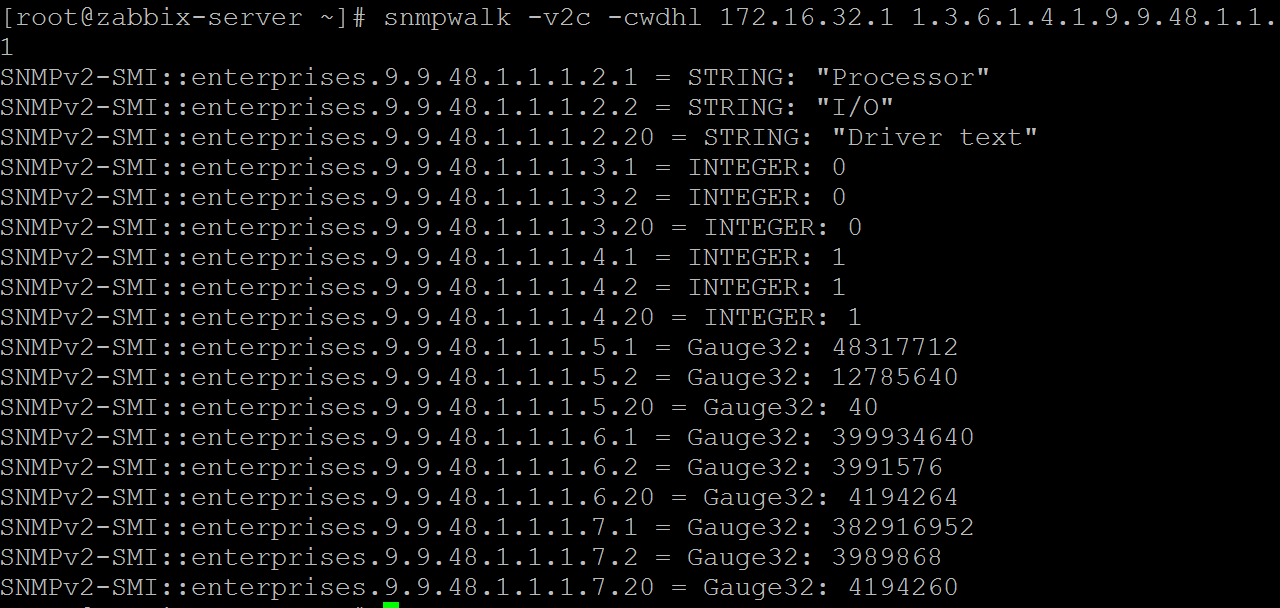 [root@zabbix-server ~]# snmpwalk -v2c -cwdhl 172.16.32.1 1.3.6.1.4.1.9.9.48.1.1.
1
SNMPv2-SMI::enterprises.9.9.48.1.1.1.2.1 = STRING: "Processor"
SNMPv2-SMI::enterprises.9.9.48.1.1.1.2.2 = STRING: "I/O"
SNMPv2-SMI::enterprises.9.9.48.1.1.1.2.20 = STRING: "Driver text"
SNMPv2-SMI::enterprises.9.9.48.1.1.1.3.1 = INTEGER: 0
SNMPv2-SMI::enterprises.9.9.48.1.1.1.3.2 = INTEGER: 0
SNMPv2-SMI::enterprises.9.9.48.1.1.1.3.20 = INTEGER: 0
SNMPv2-SMI::enterprises.9.9.48.1.1.1.4.1 = INTEGER: 1
SNMPv2-SMI::enterprises.9.9.48.1.1.1.4.2 = INTEGER: 1
SNMPv2-SMI::enterprises.9.9.48.1.1.1.4.20 = INTEGER: 1
SNMPv2-SMI::enterprises.9.9.48.1.1.1.5.1 = Gauge32: 48317712
SNMPv2-SMI::enterprises.9.9.48.1.1.1.5.2 = Gauge32: 12785640
SNMPv2-SMI::enterprises.9.9.48.1.1.1.5.20 = Gauge32: 40
SNMPv2-SMI::enterprises.9.9.48.1.1.1.6.1 = Gauge32: 399934640
SNMPv2-SMI::enterprises.9.9.48.1.1.1.6.2 = Gauge32: 3991576
SNMPv2-SMI::enterprises.9.9.48.1.1.1.6.20 = Gauge32: 4194264
SNMPv2-SMI::enterprises.9.9.48.1.1.1.7.1 = Gauge32: 382916952
SNMPv2-SMI::enterprises.9.9.48.1.1.1.7.2 = Gauge32: 3989868
SNMPv2-SMI::enterprises.9.9.48.1.1.1.7.20 = Gauge32: 4194260